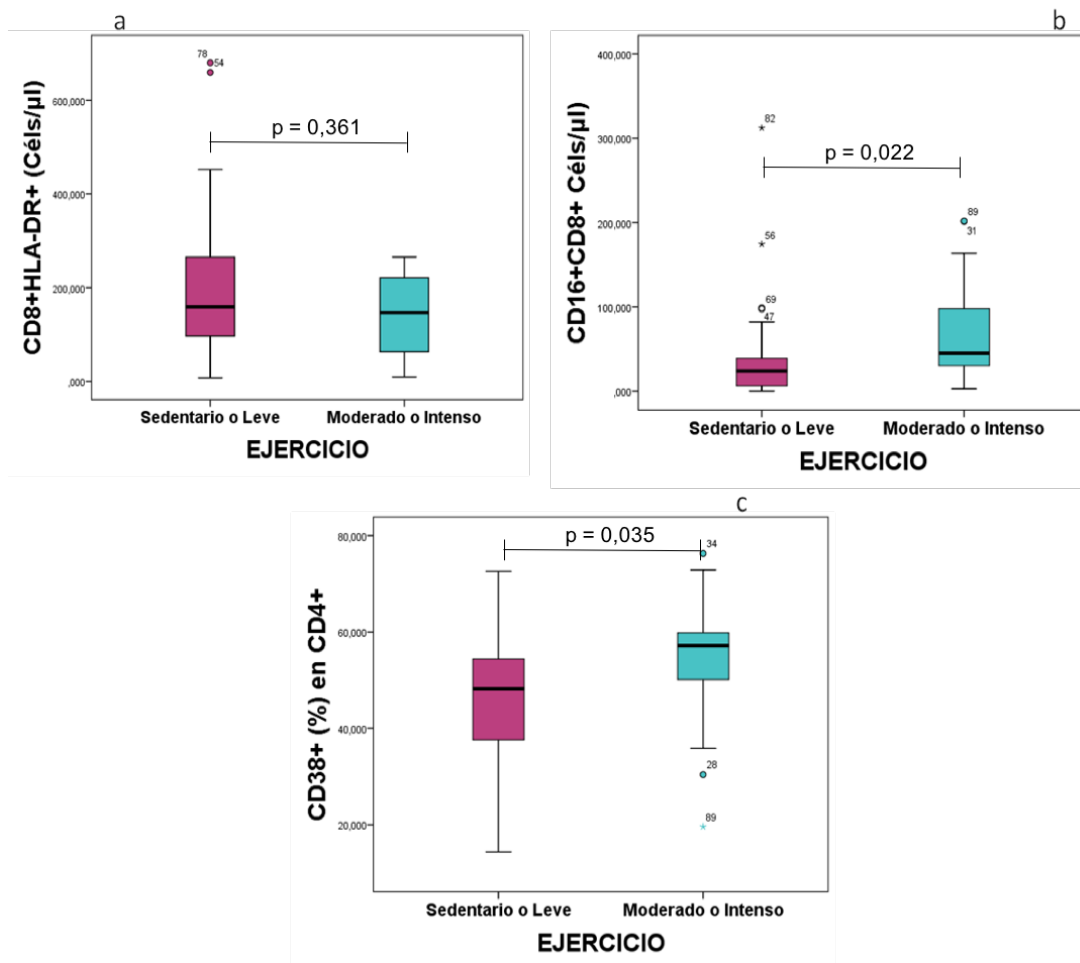 a
CD8+HLA-DR+ (Céls/µl)
600,000
400,000
200,000
,000
78
54
p = 0,361
Sedentario o Leve
Moderado o Intenso
EJERCICIO
b
CD16+CD8+ Céls/µl)
400,000
300,000
200,000
100,000
,000
82
56
69
47
p = 0,022
89
31
Sedentario o Leve
Moderado o Intenso
EJERCICIO
c
CD38+ (%) en CD4+
80,000
60,000
40,000
20,000
p = 0,035
34
28
89
Sedentario o Leve
Moderado o Intenso
EJERCICIO